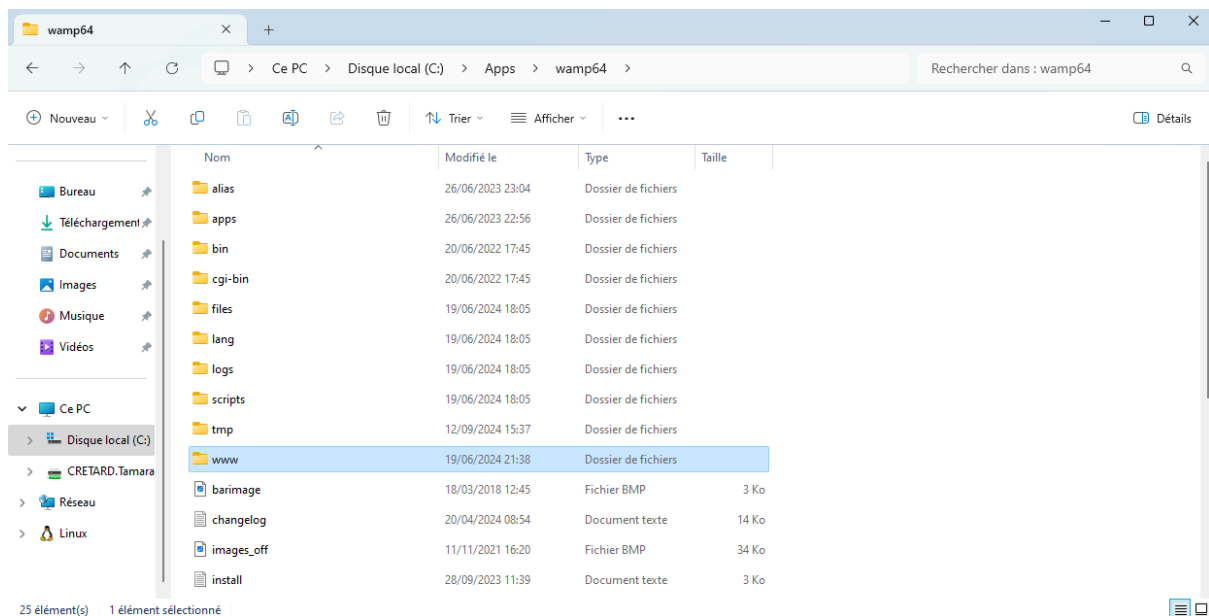 wamp64
Ce PC > Disque local (C:) > Apps > wamp64 >
Rechercher dans : wamp64
Nouveau
Trier
Afficher
Détails
Nom Modifié le Type Taille
Bureau
Téléchargement
Documents
Images
Musique
Vidéos
Ce PC
Disque local (C:)
CRETARD.Tamara
Réseau
Linux
alias 26/06/2023 23:04 Dossier de fichiers
apps 26/06/2023 22:56 Dossier de fichiers
bin 20/06/2022 17:45 Dossier de fichiers
cgi-bin 20/06/2022 17:45 Dossier de fichiers
files 19/06/2024 18:05 Dossier de fichiers
lang 19/06/2024 18:05 Dossier de fichiers
logs 19/06/2024 18:05 Dossier de fichiers
scripts 19/06/2024 18:05 Dossier de fichiers
tmp 12/09/2024 15:37 Dossier de fichiers
www 19/06/2024 21:38 Dossier de fichiers
barimage 18/03/2018 12:45 Fichier BMP 3 Ko
changelog 20/04/2024 08:54 Document texte 14 Ko
images_off 11/11/2021 16:20 Fichier BMP 34 Ko
install 28/09/2023 11:39 Document texte 3 Ko
25 élément(s) 1 élément sélectionné